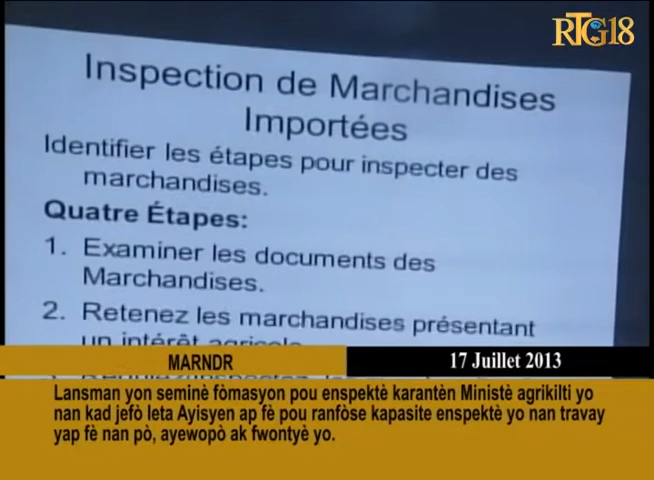 RTG18
Inspection de Marchandises
Importées
Identifier les étapes pour inspecter des
marchandises.
Quatre Étapes:
1. Examiner les documents des
Marchandises.
2. Retenez les marchandises présentant
un intérêt agricole
MARNDR
17 Juillet 2013
Lansman yon seminè fòmasyon pou enspektè karantèn Ministè agrikilti yo
nan kad jefò leta Ayisyen ap fè pou ranfòse kapasite enspektè yo nan travay
yap fè nan pò, ayewopò ak fwontyè yo.